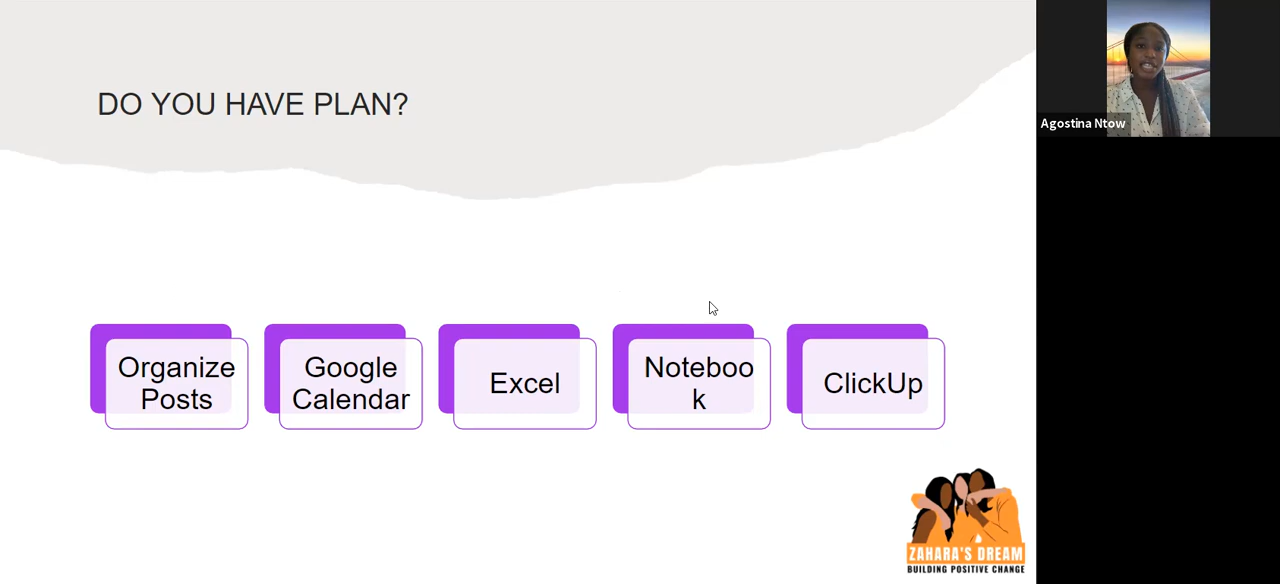 DO YOU HAVE PLAN?
Agostina Ntow
Organize
Posts
Google
Calendar
Excel
Noteboo
k
ClickUp
ZAHARA'S DREAM
BUILDING POSITIVE CHANGE